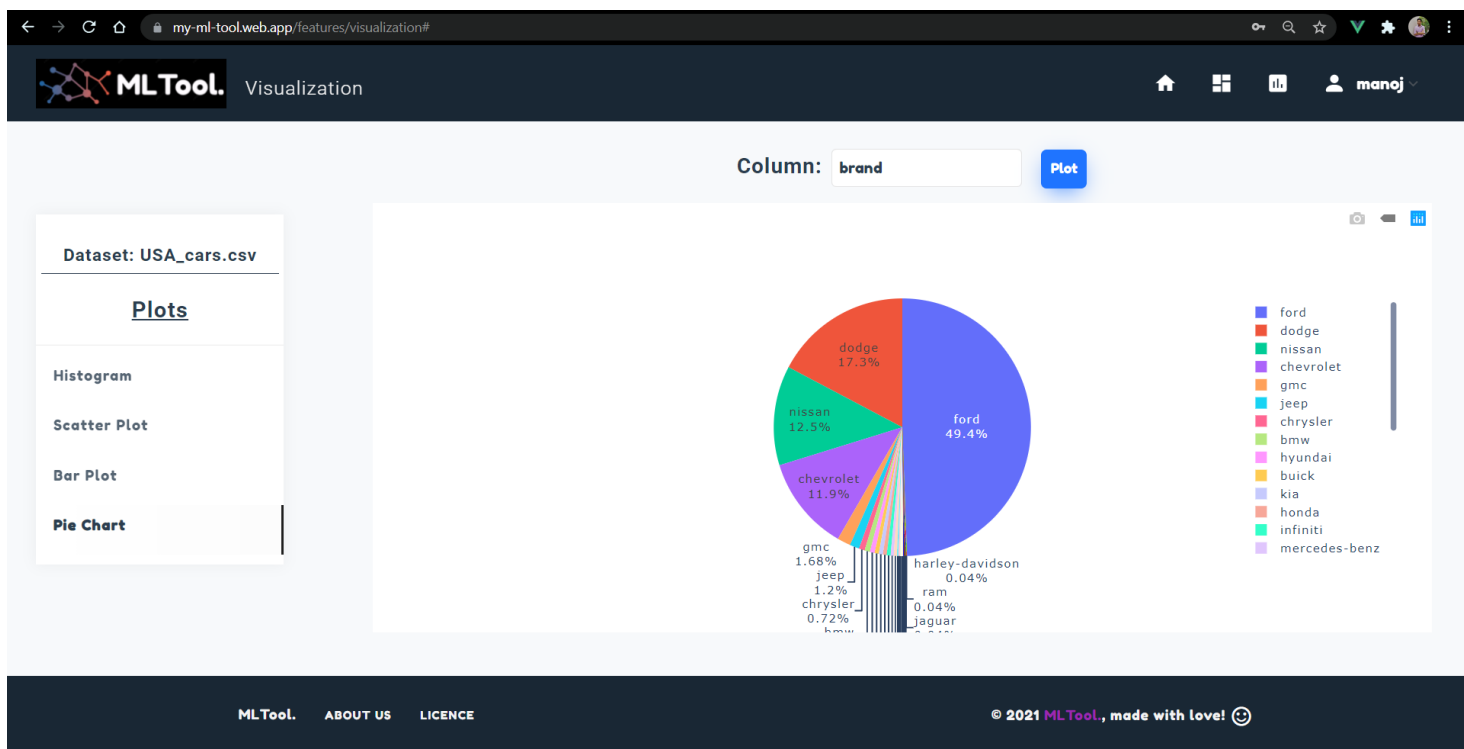 my-ml-tool.web.app/features/visualization#
MLTool. Visualization
manoj
Column: brand Plot
Dataset: USA_cars.csv
Plots
Histogram
Scatter Plot
Bar Plot
Pie Chart
dodge
17.3%
nissan
12.5%
ford
49.4%
chevrolet
11.9%
gmc
1.68%
jeep
1.2%
chrysler
0.72%
bmw
harley-davidson
0.04%
ram
0.04%
jaguar
ford
dodge
nissan
chevrolet
gmc
jeep
chrysler
bmw
hyundai
buick
kia
honda
infiniti
mercedes-benz
MLTool. ABOUT US LICENCE
© 2021 MLTool., made with love!